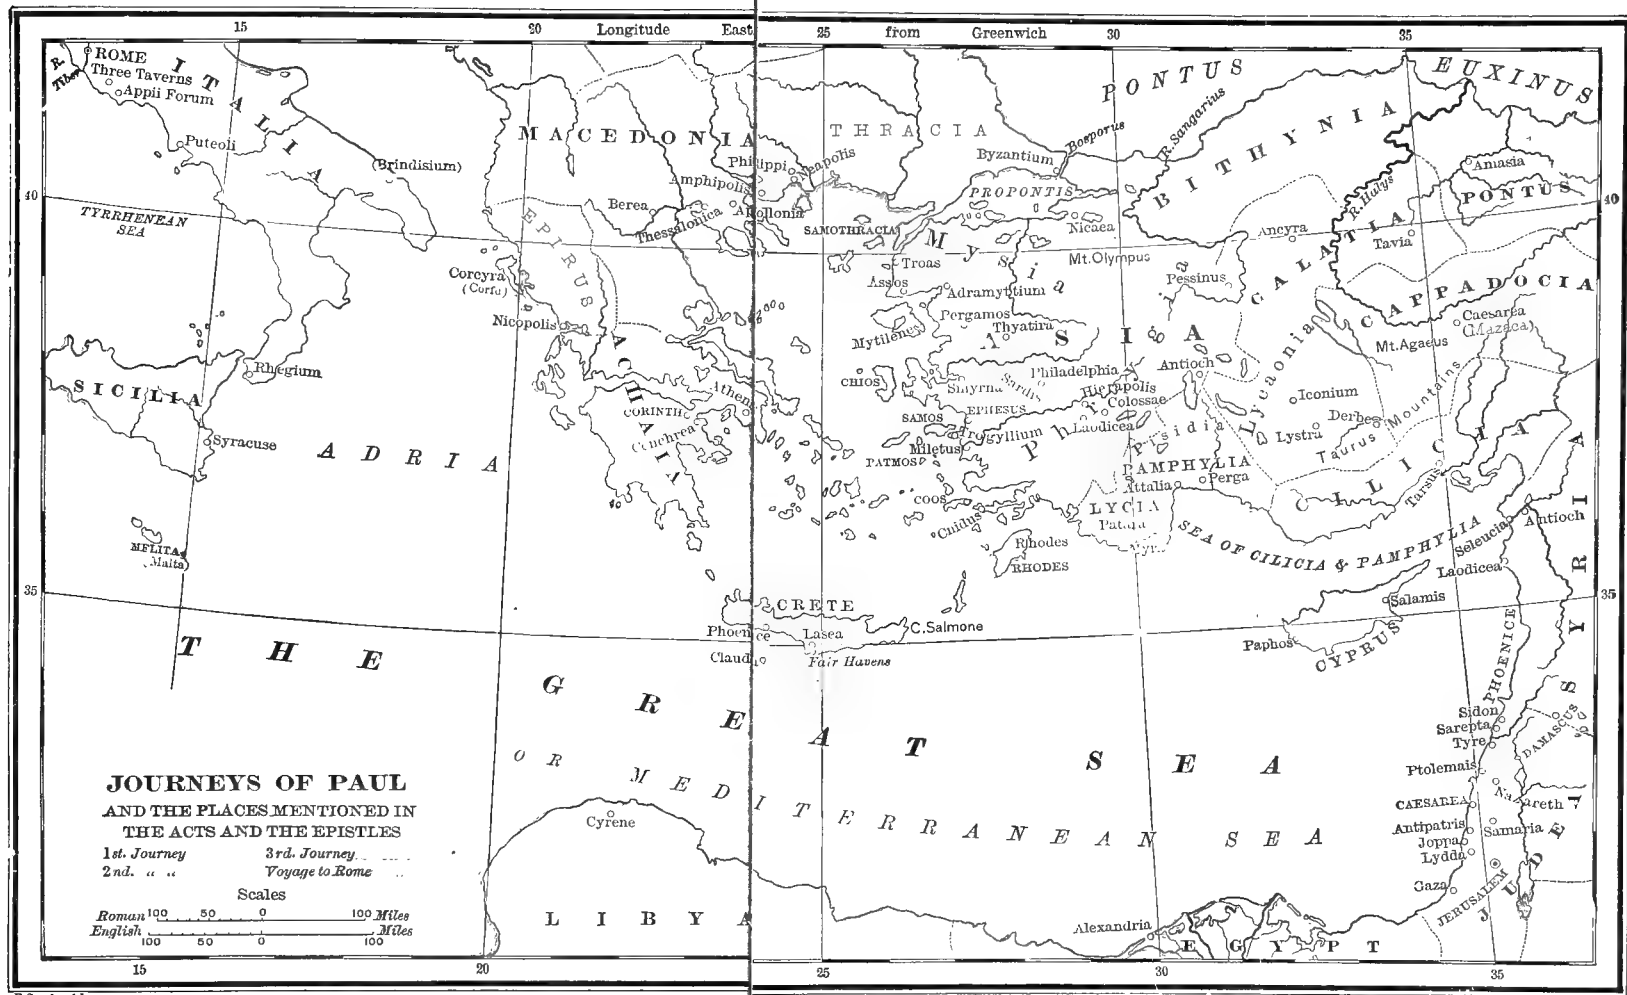 15
20
Longitude
East
25
from
Greenwich
30
35
R. Tiber
ROME
Three Taverns
Appii Forum
ITALIA
Puteoli
(Brindisium)
MACEDONIA
THRACIA
PONTUS
EUXINUS
Bosporus
R. Sangarius
BITHYNIA
Byzantium
Philippi
Neapolis
Amphipolis
Apollonia
PROPONTIS
Amasia
PONTUS
R. Halys
40
40
TYRRHENEAN
SEA
EPIRUS
Berea
Thessalonica
SAMOTHRACIA
Mysia
Nicaea
Ancyra
Tavia
GALATIA
Mt. Olympus
Troas
Assos
Adramyttium
Pessinus
Corcyra
(Corfu)
Nicopolis
Pergamos
Thyatira
Mytilene
ASIA
CAPPADOCIA
Caesarea
(Mazaca)
Mt. Agaeus
Lycaonia
Rhegium
SICILIA
Syracuse
ACHAIA
Athens
CORINTH
Cenchrea
CHIOS
Smyrna
Sardis
Philadelphia
Hierapolis
Antioch
Colossae
Laodicea
Phrygia
EPHESUS
SAMOS
Trogyllium
Miletus
PATMOS
Pisidia
Iconium
Derbe
Lystra
Taurus Mountains
ADRIA
PAMPHYLIA
Attalia
Perga
CILICIA
Tarsus
COOS
Cnidus
LYCIA
Patara
Rhodes
RHODES
SEA OF CILICIA & PAMPHYLIA
Seleucia
Antioch
Laodicea
SYRIA
MELITA
Malta
35
35
CRETE
Phoenice
Lasea
C. Salmone
Clauda
Fair Havens
Salamis
Paphos
CYPRUS
PHOENICE
THE
GREAT SEA
OR MEDITERRANEAN SEA
Sidon
Sarepta
Tyre
DAMASCUS
Ptolemais
Nazareth
CAESAREA
Antipatris
Samaria
Joppa
Lydda
Gaza
JERUSALEM
JUDEA
JOURNEYS OF PAUL
AND THE PLACES MENTIONED IN
THE ACTS AND THE EPISTLES
1st. Journey
3rd. Journey
2nd. " "
Voyage to Rome
Scales
Roman 100 50 0 100 Miles
English 100 50 0 100 Miles
Cyrene
LIBYA
Alexandria
EGYPT
15
20
25
30
35